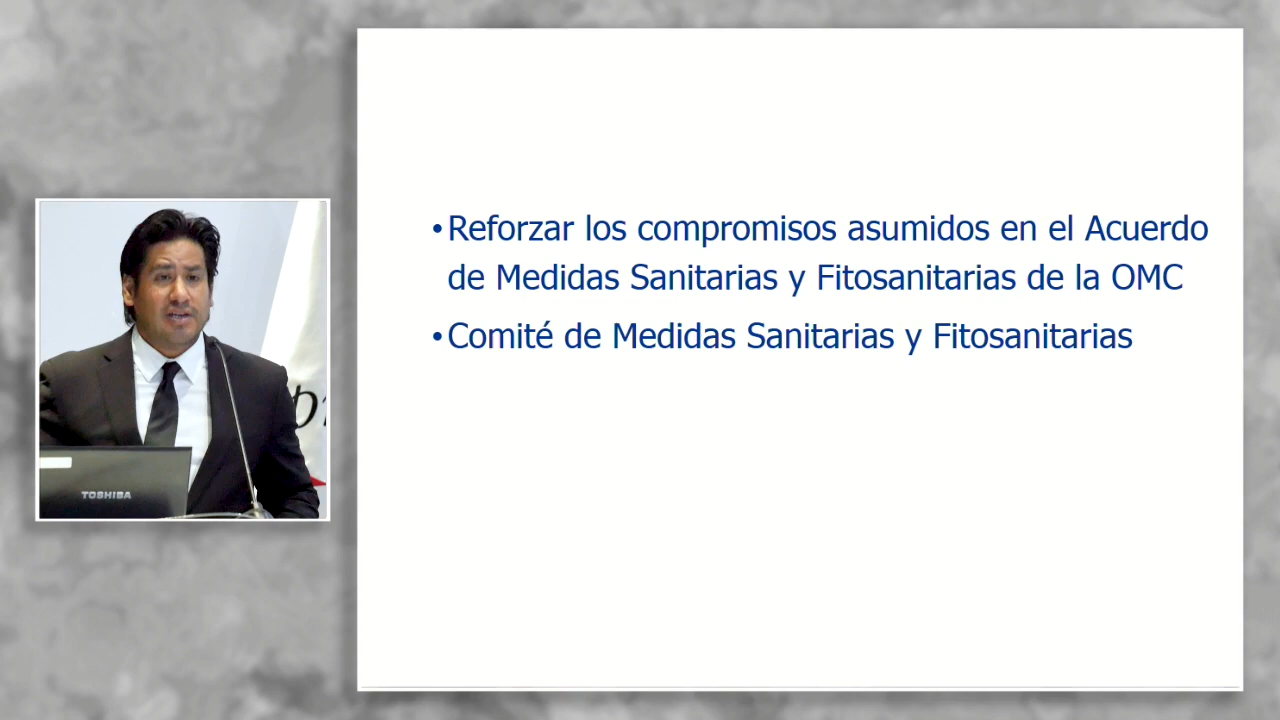 • Reforzar los compromisos asumidos en el Acuerdo
de Medidas Sanitarias y Fitosanitarias de la OMC
• Comité de Medidas Sanitarias y Fitosanitarias
TOSHIBA